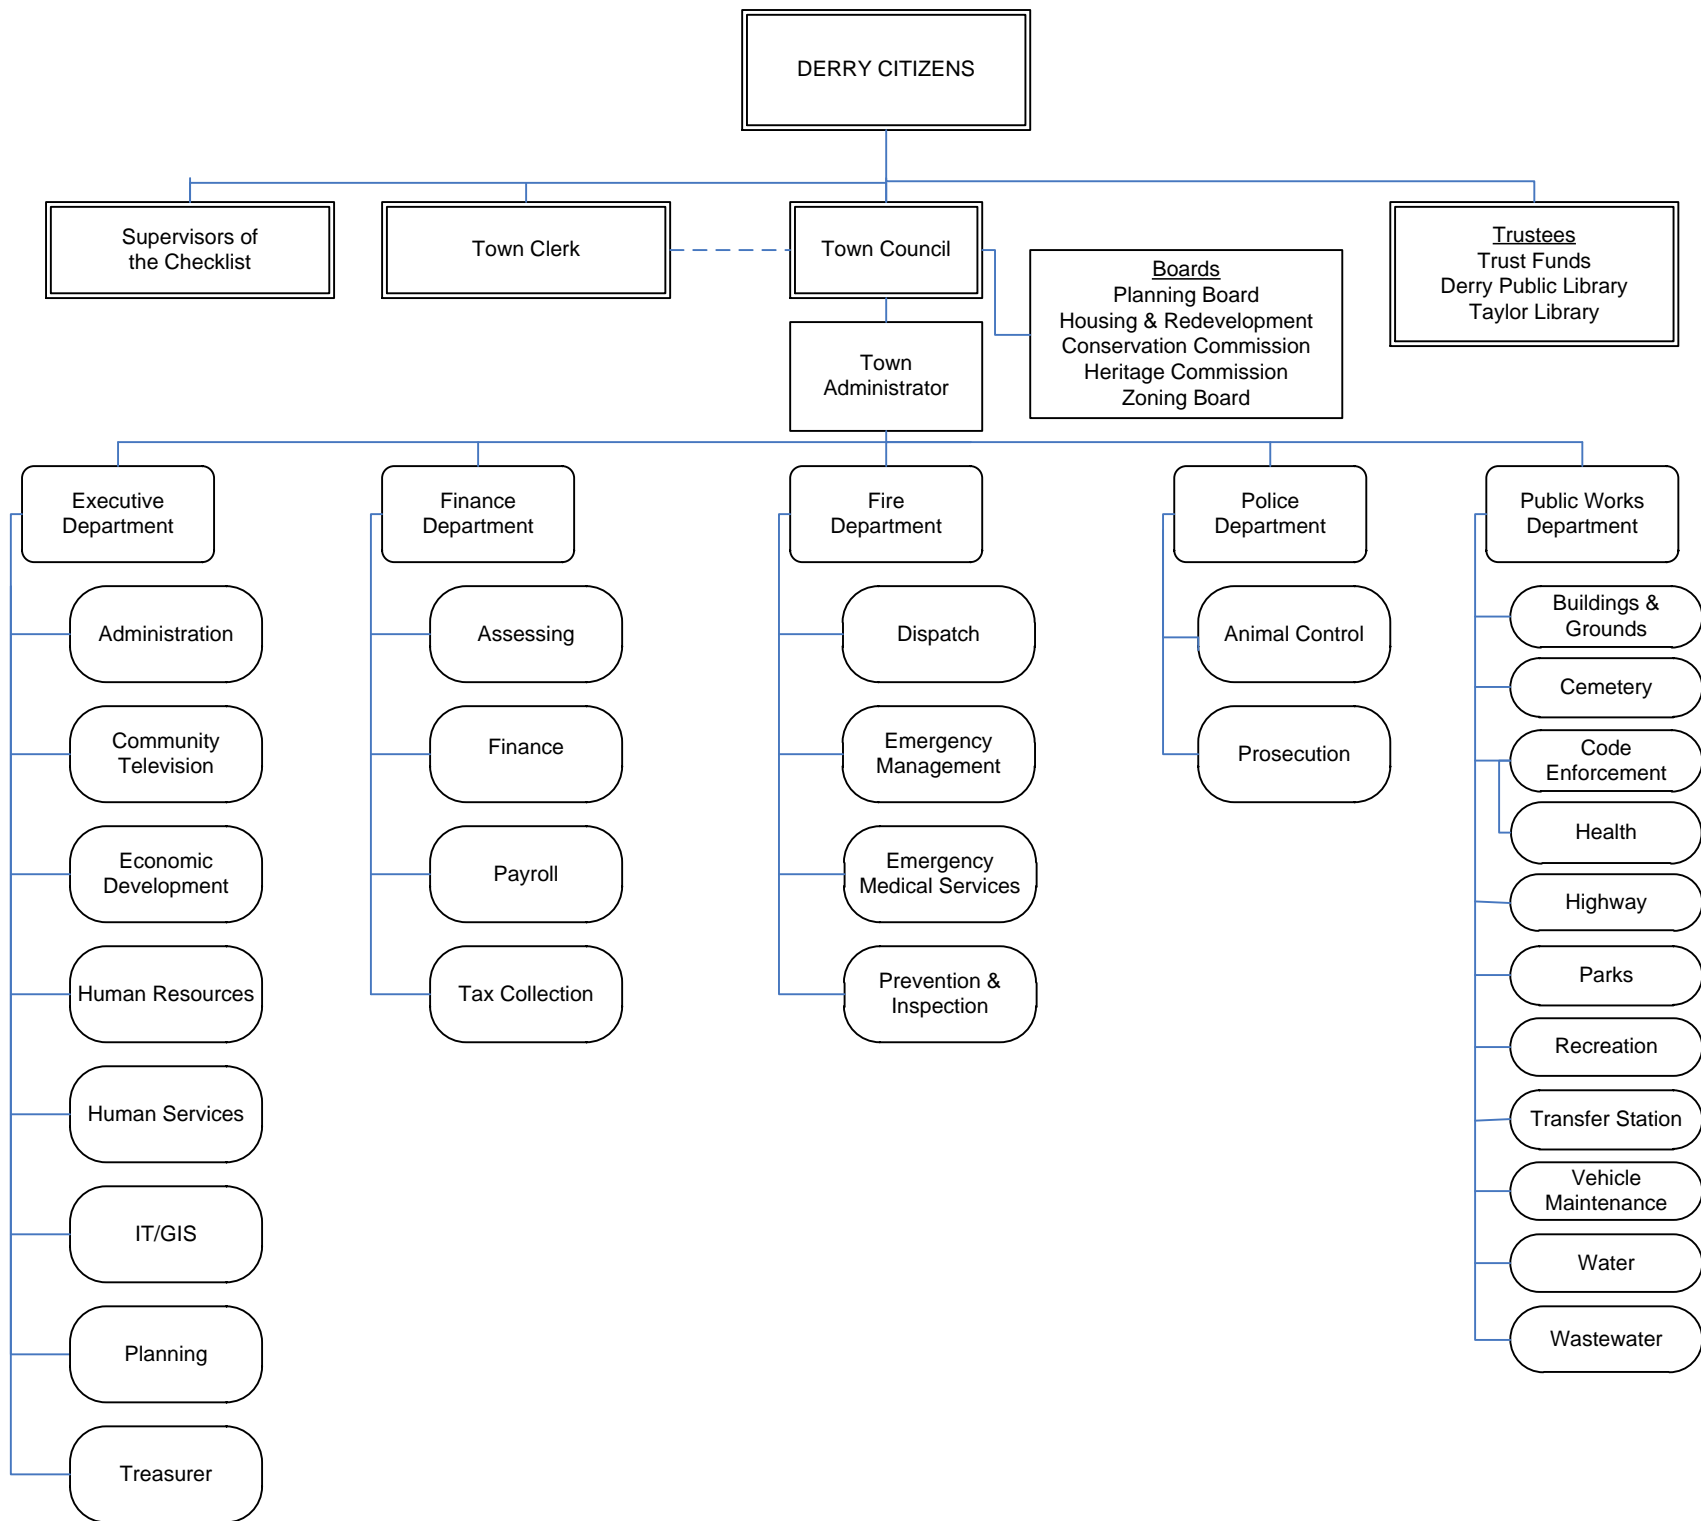 DERRY CITIZENS
Supervisors of
the Checklist
Town Clerk
Town Council
Boards
Planning Board
Housing & Redevelopment
Conservation Commission
Heritage Commission
Zoning Board
Trustees
Trust Funds
Derry Public Library
Taylor Library
Town
Administrator
Executive
Department
Administration
Community
Television
Economic
Development
Human Resources
Human Services
IT/GIS
Planning
Treasurer
Finance
Department
Assessing
Finance
Payroll
Tax Collection
Fire
Department
Dispatch
Emergency
Management
Emergency
Medical Services
Prevention &
Inspection
Police
Department
Animal Control
Prosecution
Public Works
Department
Buildings &
Grounds
Cemetery
Code
Enforcement
Health
Highway
Parks
Recreation
Transfer Station
Vehicle
Maintenance
Water
Wastewater